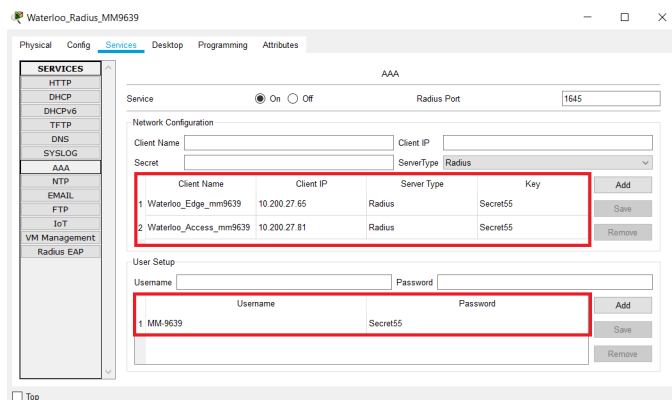 Waterloo_Radius_MM9639
Physical Config Services Desktop Programming Attributes
SERVICES
HTTP
DHCP
DHCPv6
TFTP
DNS
SYSLOG
AAA
NTP
EMAIL
FTP
IoT
VM Management
Radius EAP
AAA
Service On Off Radius Port 1645
Network Configuration
Client Name Client IP
Secret ServerType Radius
Client Name Client IP Server Type Key
1 Waterloo_Edge_mm9639 10.200.27.65 Radius Secret55
2 Waterloo_Access_mm9639 10.200.27.81 Radius Secret55
Add
Save
Remove
User Setup
Username Password
Username Password
1 MM-9639 Secret55
Add
Save
Remove
Top